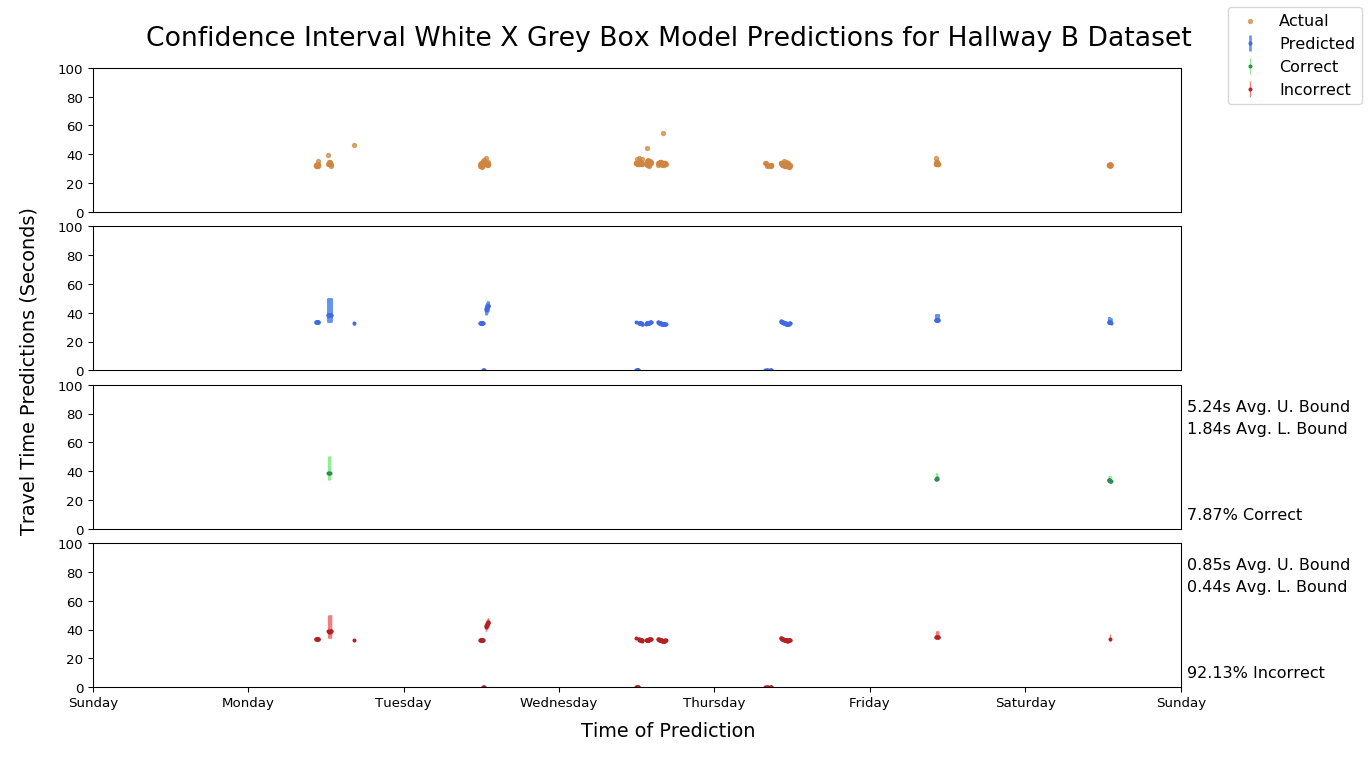 Confidence Interval White X Grey Box Model Predictions for Hallway B Dataset
Actual
Predicted
Correct
Incorrect
Travel Time Predictions (Seconds)
100
80
60
40
20
0
100
80
60
40
20
0
100
80
60
40
20
0
5.24s Avg. U. Bound
1.84s Avg. L. Bound
7.87% Correct
100
80
60
40
20
0
0.85s Avg. U. Bound
0.44s Avg. L. Bound
92.13% Incorrect
Sunday Monday Tuesday Wednesday Thursday Friday Saturday Sunday
Time of Prediction